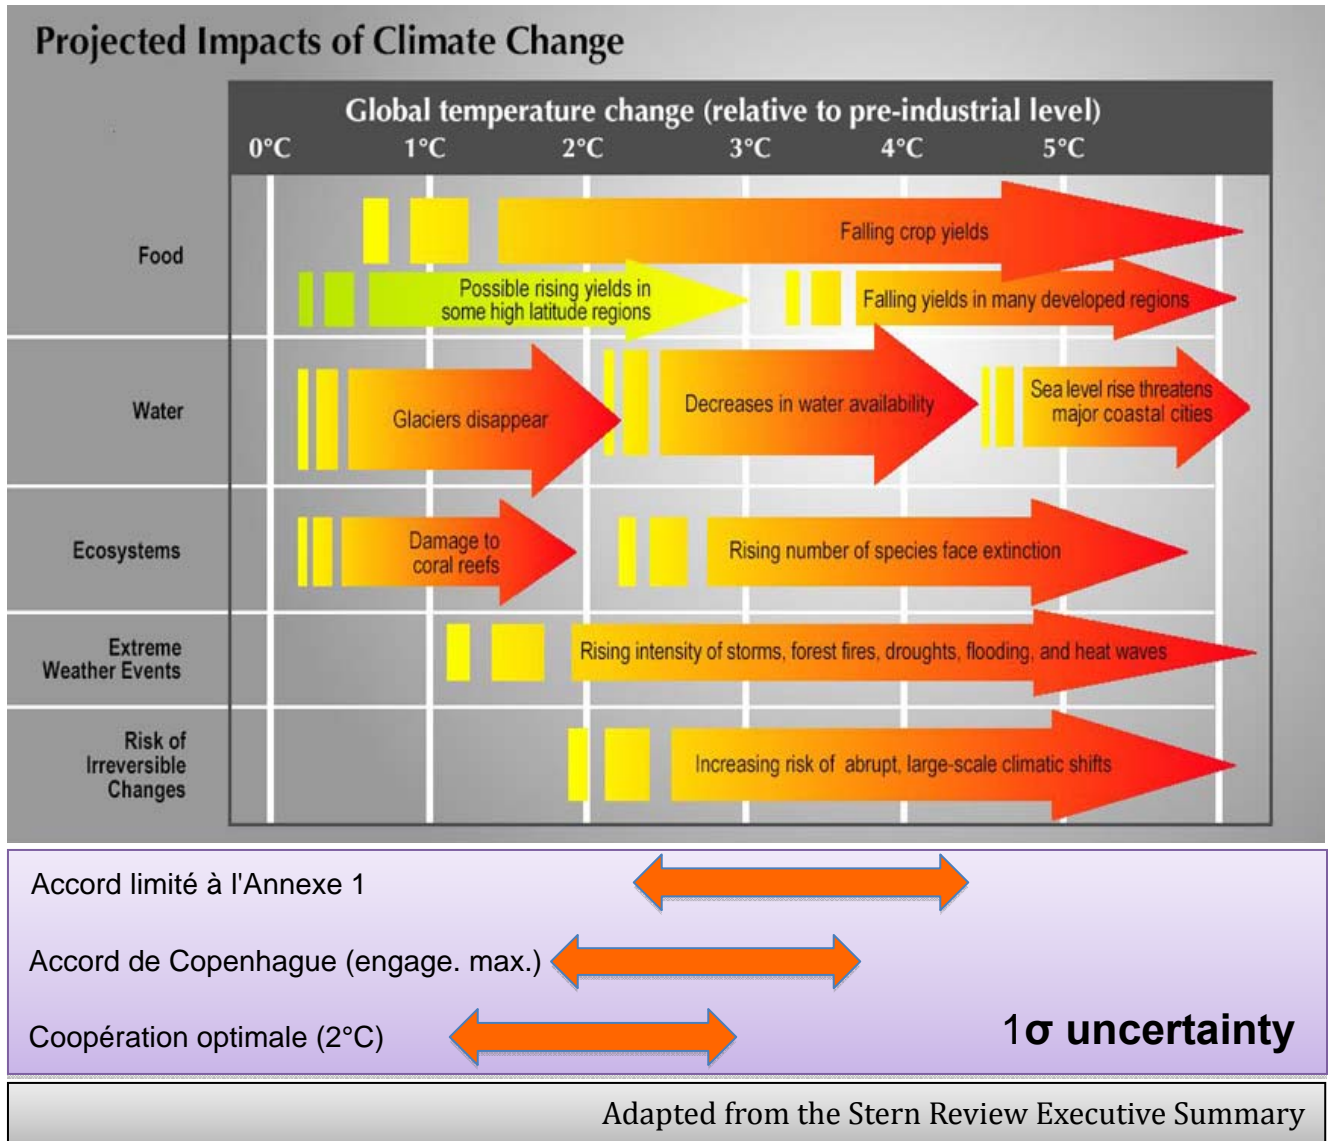 Projected Impacts of Climate Change
Global temperature change (relative to pre-industrial level)
0°C 1°C 2°C 3°C 4°C 5°C
Food
Falling crop yields
Possible rising yields in
some high latitude regions
Falling yields in many developed regions
Water
Glaciers disappear
Decreases in water availability
Sea level rise threatens
major coastal cities
Ecosystems
Damage to
coral reefs
Rising number of species face extinction
Extreme
Weather Events
Rising intensity of storms, forest fires, droughts, flooding, and heat waves
Risk of
Irreversible
Changes
Increasing risk of abrupt, large-scale climatic shifts
Accord limité à l'Annexe 1
Accord de Copenhague (engage. max.)
Coopération optimale (2°C)
1σ uncertainty
Adapted from the Stern Review Executive Summary